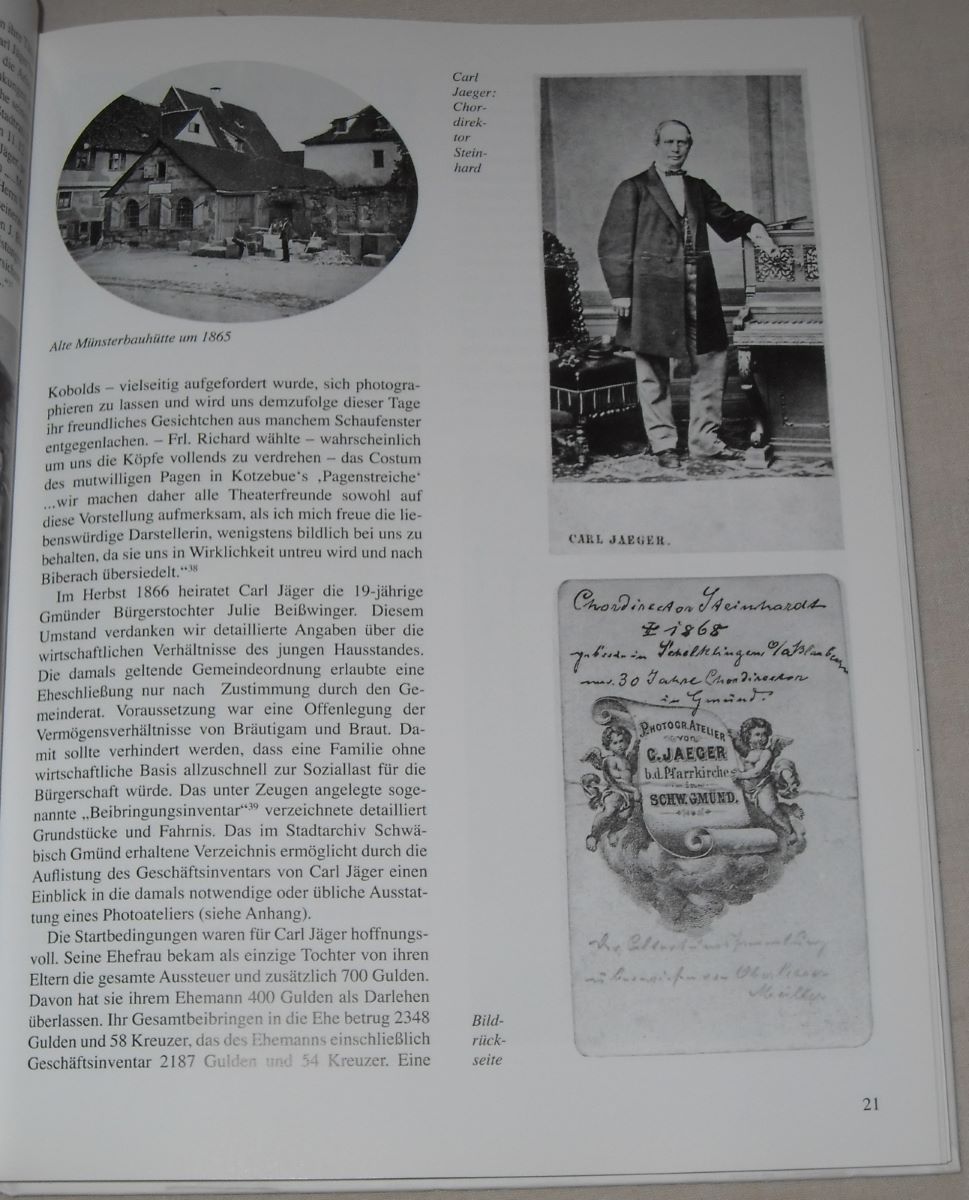 Alte Münsterbauhütte um 1865
Kobolds – vielseitig aufgefordert wurde, sich photogra-
phieren zu lassen und wird uns demzufolge dieser Tage
ihr freundliches Gesichtchen aus manchem Schaufenster
entgegenlachen. – Frl. Richard wählte – wahrscheinlich
um uns die Köpfe vollends zu verdrehen – das Costum
des mutwilligen Pagen in Kotzebue‘s ‚Pagenstreiche‘
...wir machen daher alle Theaterfreunde sowohl auf
diese Vorstellung aufmerksam, als ich mich freue die lie-
benswürdige Darstellerin, wenigstens bildlich bei uns zu
behalten, da sie uns in Wirklichkeit untreu wird und nach
Biberach übersiedelt.“38
Im Herbst 1866 heiratet Carl Jäger die 19-jährige
Gmünder Bürgerstochter Julie Beißwinger. Diesem
Umstand verdanken wir detaillierte Angaben über die
wirtschaftlichen Verhältnisse des jungen Hausstandes.
Die damals geltende Gemeindeordnung erlaubte eine
Eheschließung nur nach Zustimmung durch den Ge-
meinderat. Voraussetzung war eine Offenlegung der
Vermögensverhältnisse von Bräutigam und Braut. Da-
mit sollte verhindert werden, dass eine Familie ohne
wirtschaftliche Basis allzuschnell zur Soziallast für die
Bürgerschaft würde. Das unter Zeugen angelegte soge-
nannte „Beibringungsinventar“39 verzeichnete detailliert
Grundstücke und Fahrnis. Das im Stadtarchiv Schwä-
bisch Gmünd erhaltene Verzeichnis ermöglicht durch die
Auflistung des Geschäftsinventars von Carl Jäger einen
Einblick in die damals notwendige oder übliche Ausstat-
tung eines Photoateliers (siehe Anhang).
Die Startbedingungen waren für Carl Jäger hoffnungs-
voll. Seine Ehefrau bekam als einzige Tochter von ihren
Eltern die gesamte Aussteuer und zusätzlich 700 Gulden.
Davon hat sie ihrem Ehemann 400 Gulden als Darlehen
überlassen. Ihr Gesamtbeibringen in die Ehe betrug 2348
Gulden und 58 Kreuzer, das des Ehemanns einschließlich
Geschäftsinventar 2187 Gulden und 54 Kreuzer. Eine
Carl
Jaeger:
Chor-
direk-
tor
Stein-
hard
CARL JAEGER.
Chordirector Steinhardt
1868
in Schelklingen
30 Jahre Chordirector
in Gmünd.
PHOTOGR. ATELIER
von
C. JAEGER
b.d. Pfarrkirche
in
SCHW. GMÜND.
Bild-
rück-
seite
21